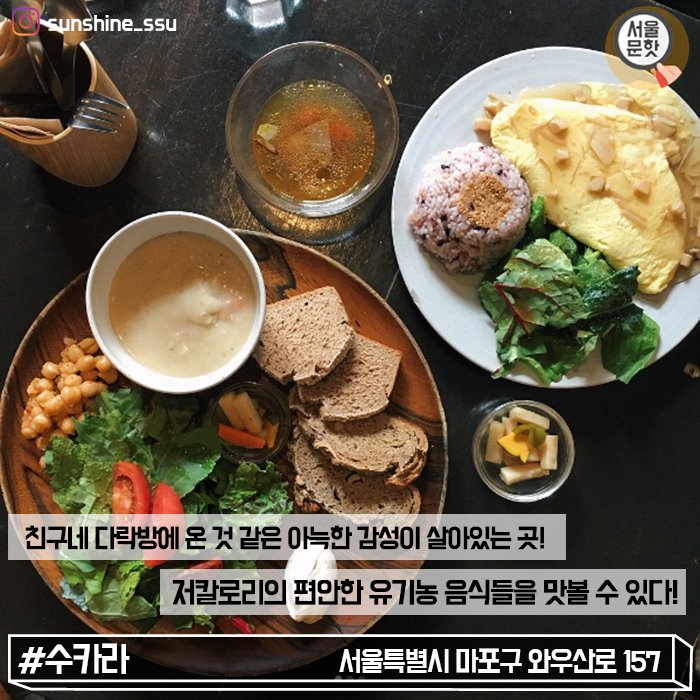 sunshine_ssu
서울
문핫
친구네 다락방에 온 것 같은 아늑한 감성이 살아있는 곳!
저칼로리의 편안한 유기농 음식들을 맛볼 수 있다!
#수카라 서울특별시 마포구 와우산로 157